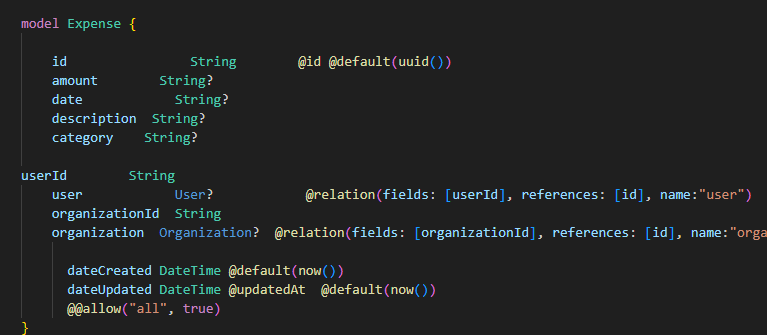 model Expense {
id String @id @default(uuid())
amount String?
date String?
description String?
category String?
userId String
user User? @relation(fields: [userId], references: [id], name:"user")
organizationId String
organization Organization? @relation(fields: [organizationId], references: [id], name:"orga
dateCreated DateTime @default(now())
dateUpdated DateTime @updatedAt @default(now())
@@allow("all", true)
}